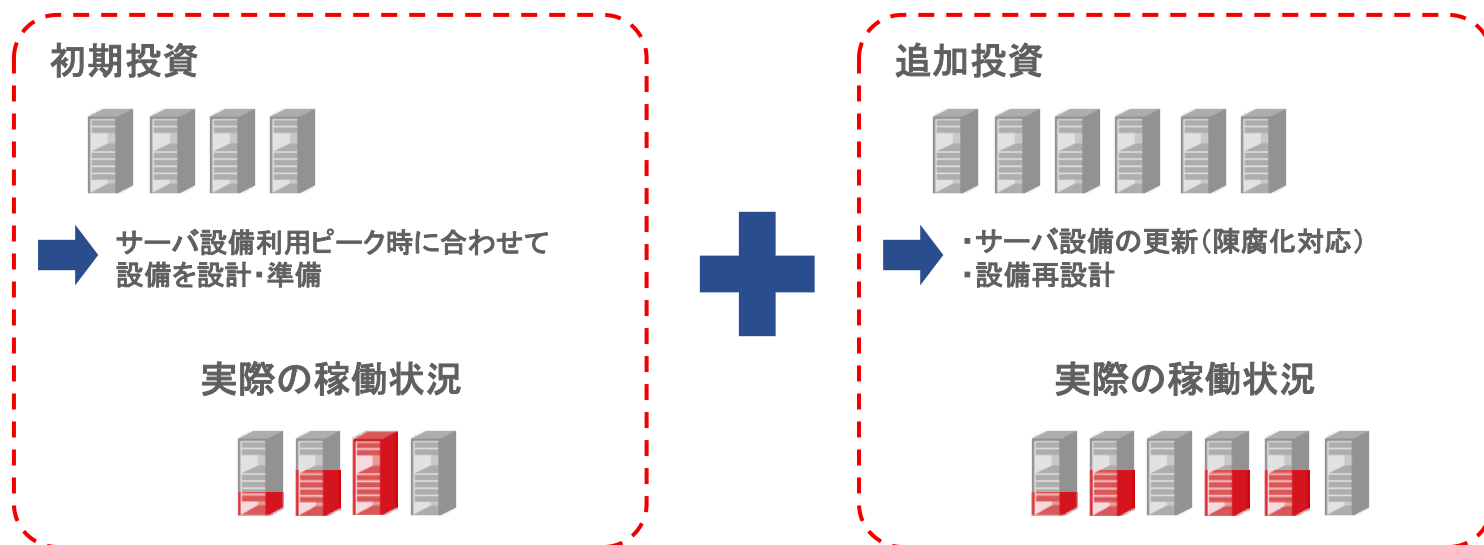 初期投資
サーバ設備利用ピーク時に合わせて
設備を設計・準備
実際の稼働状況
追加投資
・サーバ設備の更新（陳腐化対応）
・設備再設計
実際の稼働状況